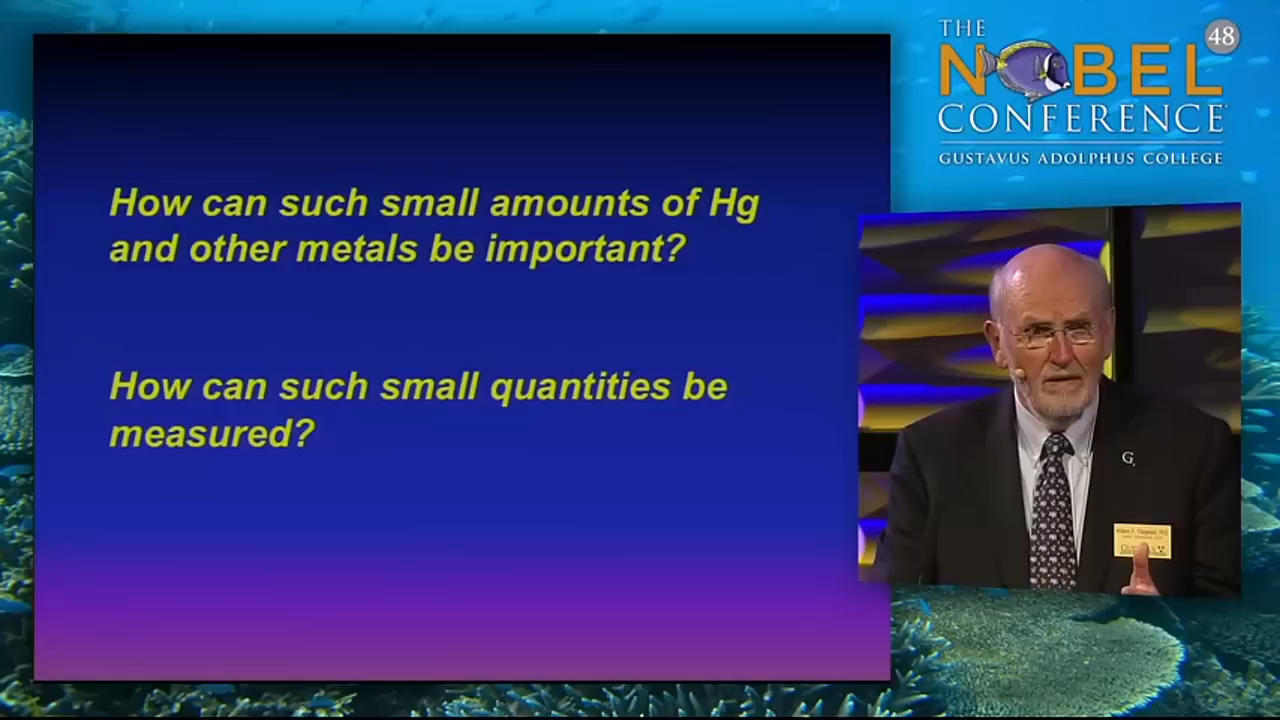 How can such small amounts of Hg
and other metals be important?
How can such small quantities be
measured?
THE
NOBEL
48
CONFERENCE
GUSTAVUS ADOLPHUS COLLEGE
G